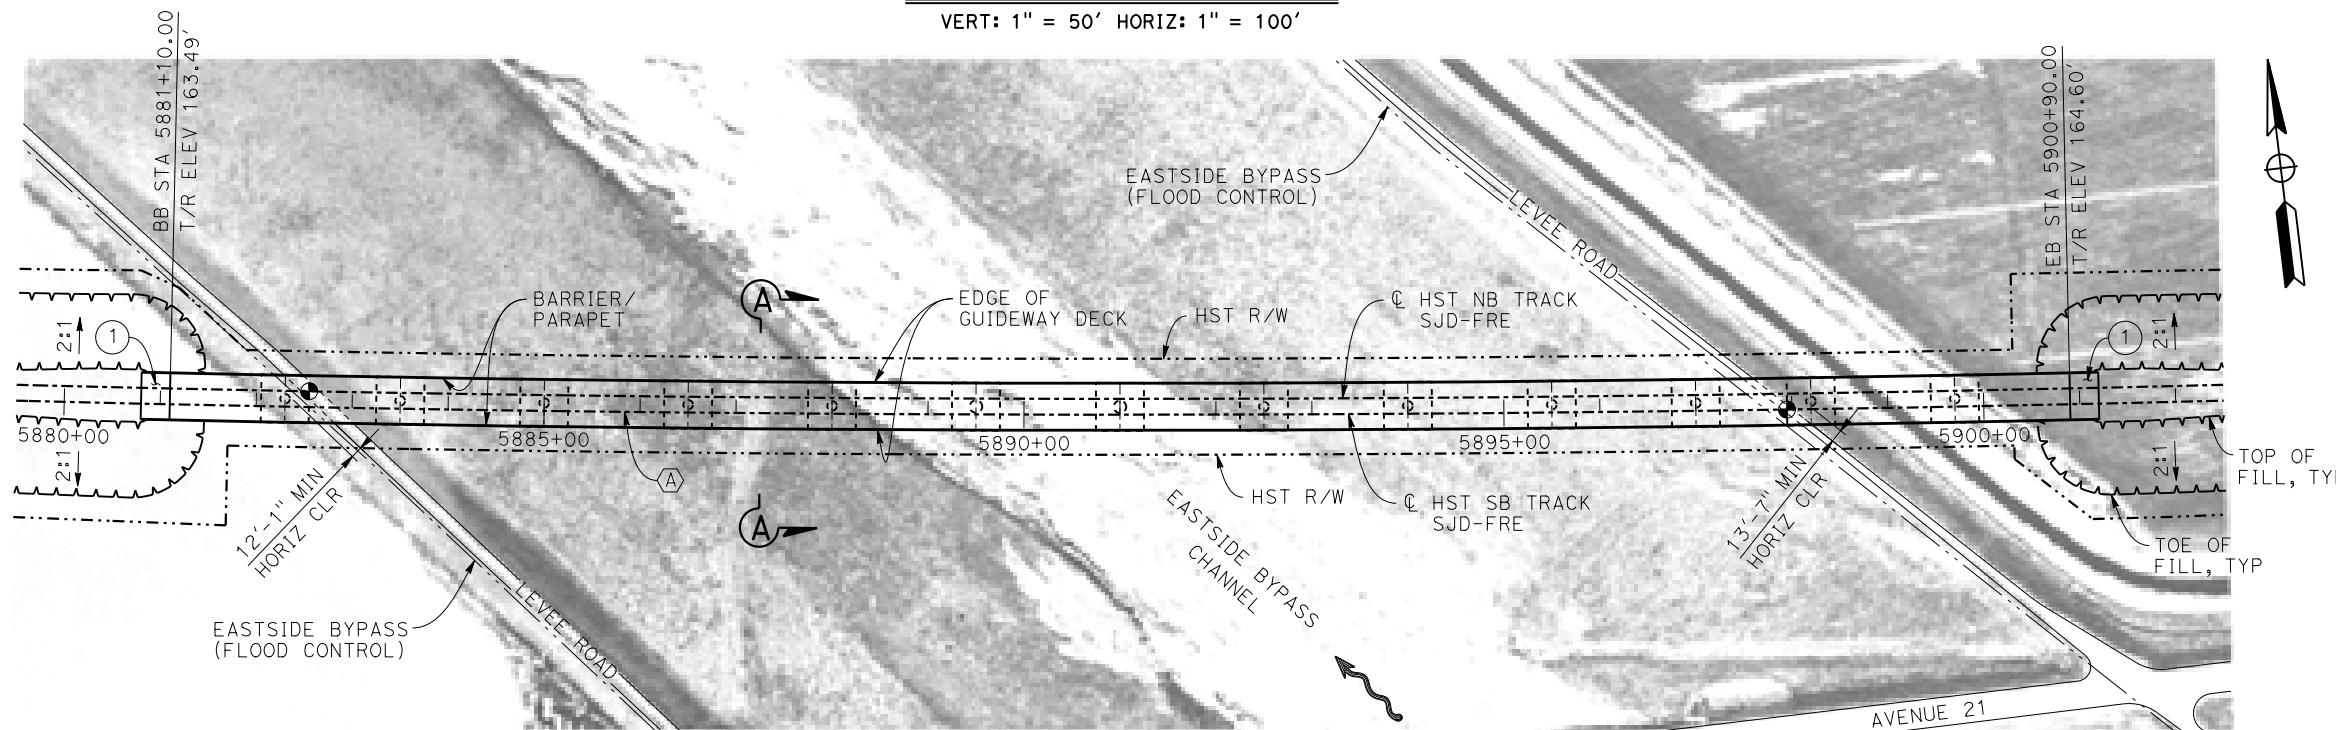 VERT: 1" = 50' HORIZ: 1" = 100'
BB STA 5881+10.00
T/R ELEV 163.49'
EB STA 5900+90.00
T/R ELEV 164.60'
EASTSIDE BYPASS
(FLOOD CONTROL)
LEVEE ROAD
A
BARRIER/
PARAPET
EDGE OF
GUIDEWAY DECK
HST R/W
℄ HST NB TRACK
SJD-FRE
2:1
1
1
2:1
5880+00
5885+00
5890+00
5895+00
5900+00
2:1
A
HST R/W
℄ HST SB TRACK
SJD-FRE
2:1
TOP OF
FILL, TY
12'-1" MIN
HORIZ CLR
A
EASTSIDE BYPASS
CHANNEL
13'-7" MIN
HORIZ CLR
TOE OF
FILL, TYP
EASTSIDE BYPASS
(FLOOD CONTROL)
LEVEE ROAD
AVENUE 21